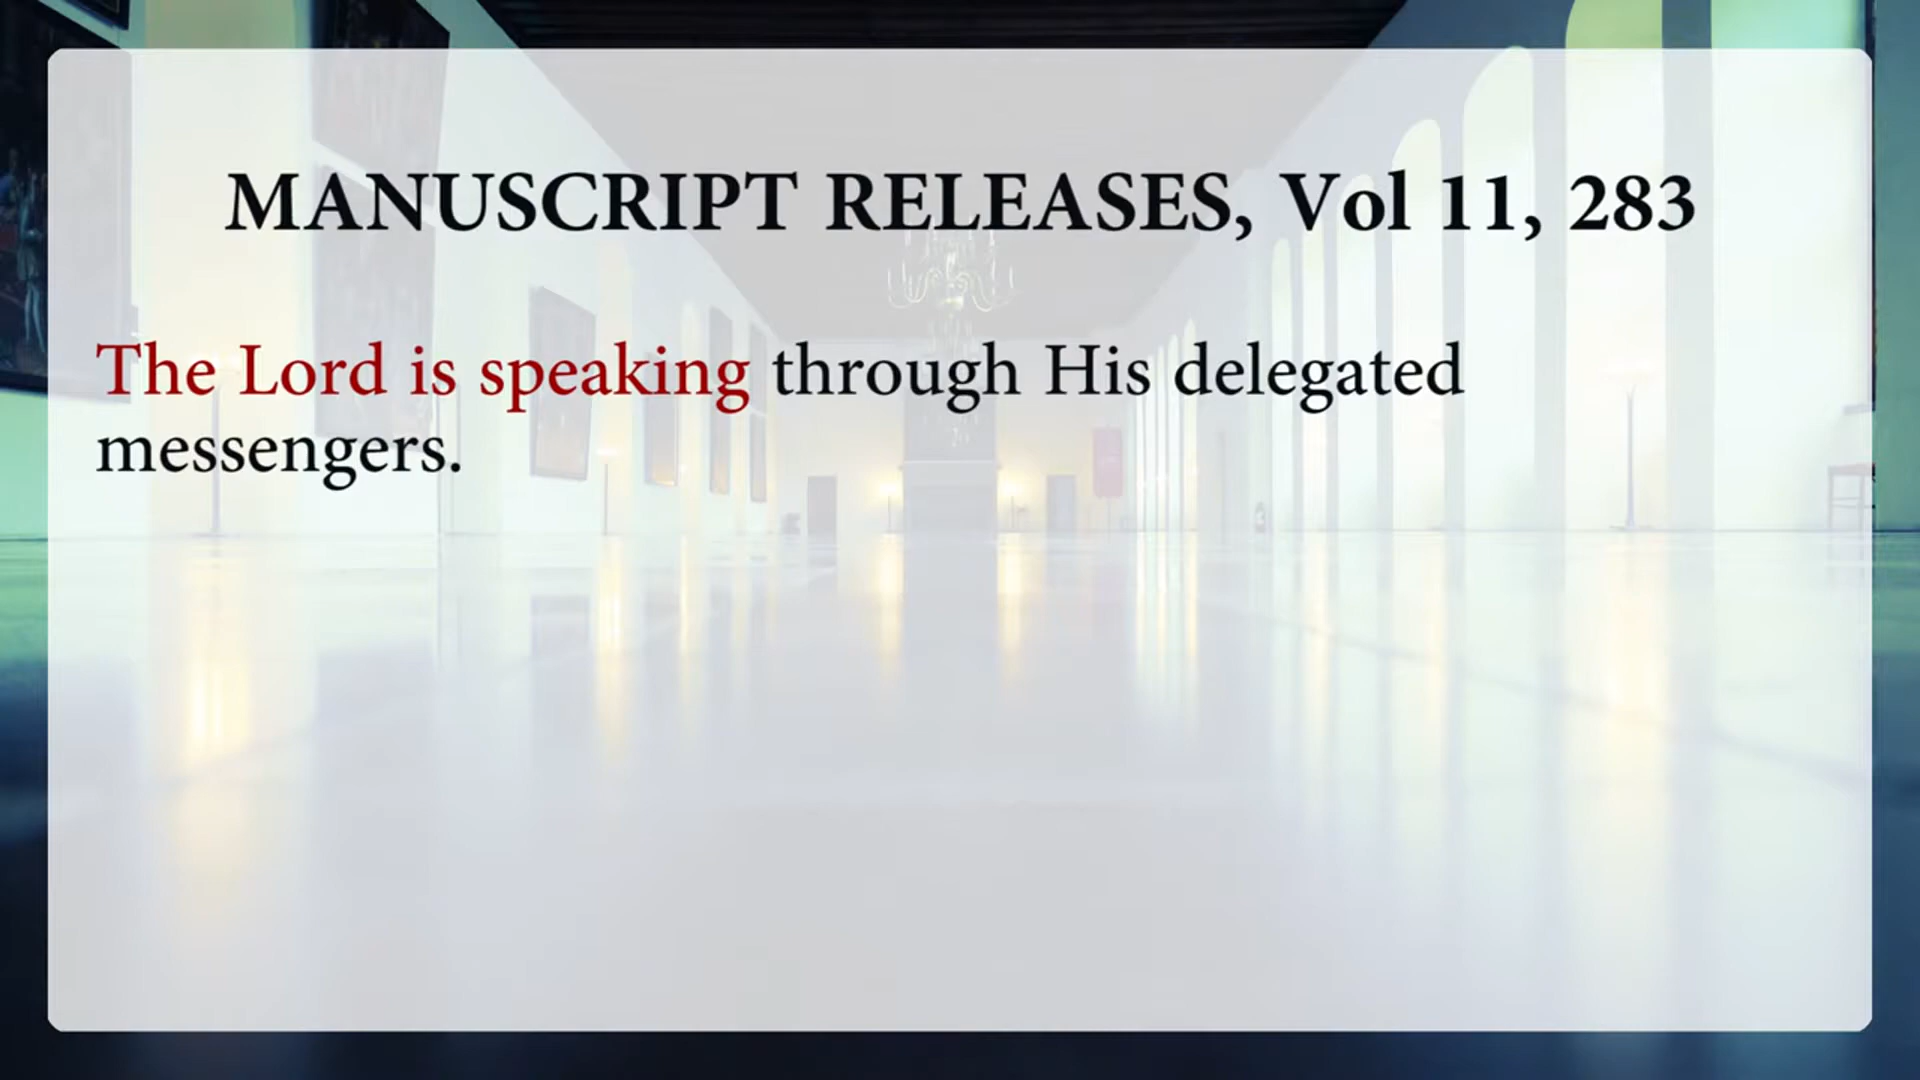 MANUSCRIPT RELEASES, Vol 11, 283
The Lord is speaking through His delegated
messengers.